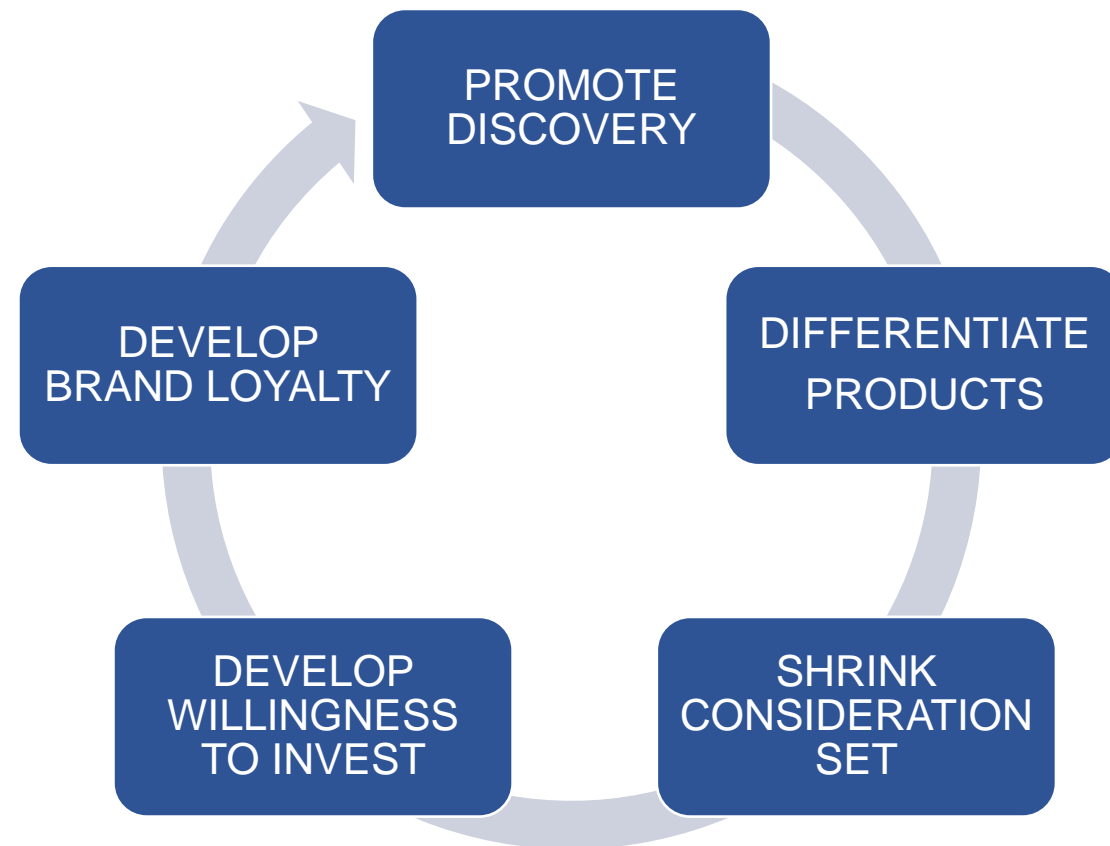 PROMOTE
DISCOVERY
DIFFERENTIATE
PRODUCTS
SHRINK
CONSIDERATION
SET
DEVELOP
WILLINGNESS
TO INVEST
DEVELOP
BRAND LOYALTY